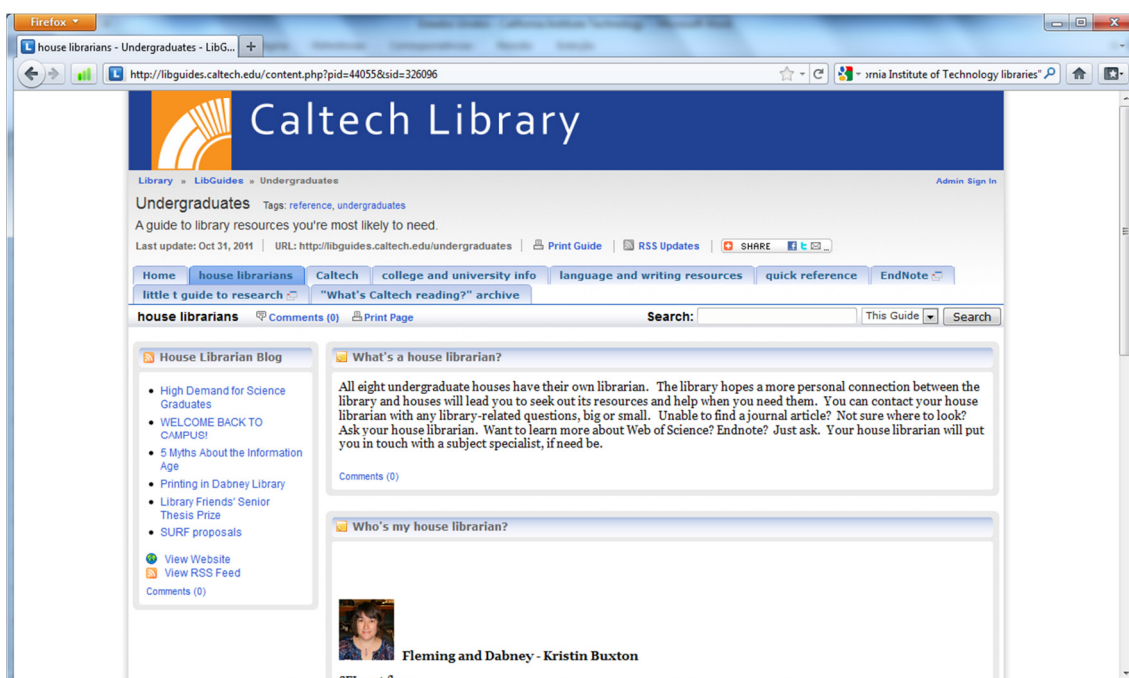 Firefox
house librarians - Undergraduates - LibG...
http://libguides.caltech.edu/content.php?pid=44055&sid=326096
ornia Institute of Technology libraries"
Caltech Library
Library » LibGuides » Undergraduates
Admin Sign In
Undergraduates Tags: reference, undergraduates
A guide to library resources you're most likely to need.
Last update: Oct 31, 2011 | URL: http://libguides.caltech.edu/undergraduates | Print Guide | RSS Updates | SHARE
Home house librarians Caltech college and university info language and writing resources quick reference EndNote
little t guide to research "What's Caltech reading?" archive
house librarians Comments (0) Print Page Search: This Guide Search
House Librarian Blog
• High Demand for Science
Graduates
• WELCOME BACK TO
CAMPUS!
• 5 Myths About the Information
Age
• Printing in Dabney Library
• Library Friends' Senior
Thesis Prize
• SURF proposals
View Website
View RSS Feed
Comments (0)
What's a house librarian?
All eight undergraduate houses have their own librarian. The library hopes a more personal connection between the
library and houses will lead you to seek out its resources and help when you need them. You can contact your house
librarian with any library-related questions, big or small. Unable to find a journal article? Not sure where to look?
Ask your house librarian. Want to learn more about Web of Science? Endnote? Just ask. Your house librarian will put
you in touch with a subject specialist, if need be.
Comments (0)
Who's my house librarian?
Fleming and Dabney - Kristin Buxton